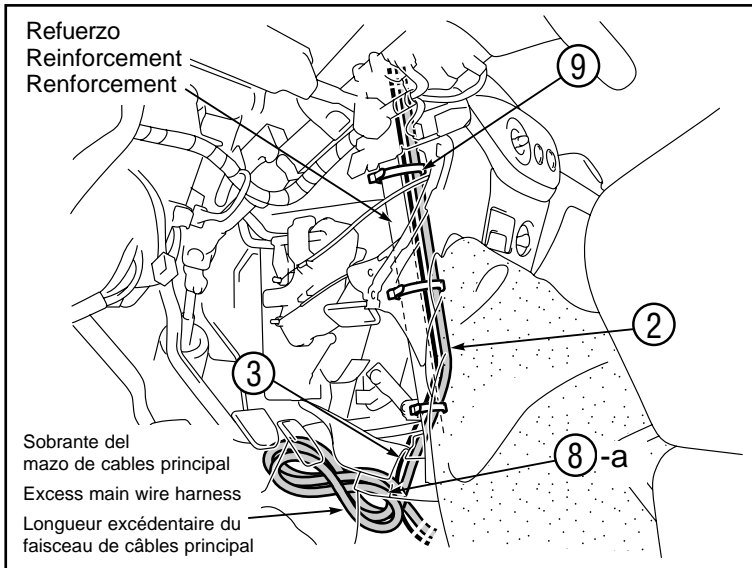 Refuerzo
Reinforcement
Renforcement
9
2
3
8-a
Sobrante del
mazo de cables principal
Excess main wire harness
Longueur excédentaire du
faisceau de câbles principal